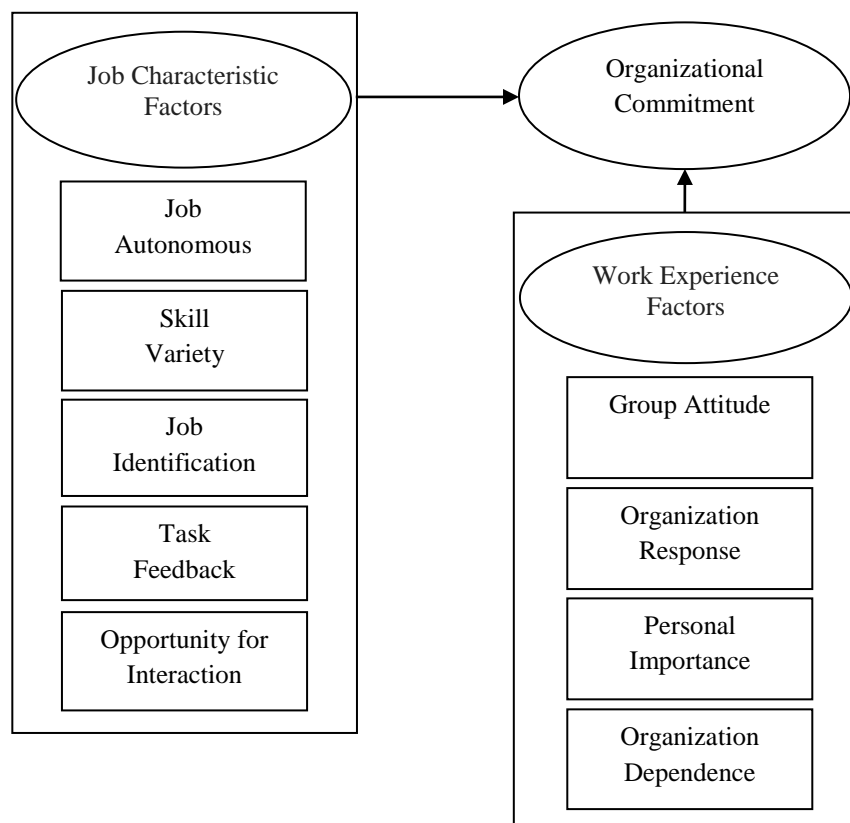 Job Characteristic
Factors
Job
Autonomous
Skill
Variety
Job
Identification
Task
Feedback
Opportunity for
Interaction
Organizational
Commitment
Work Experience
Factors
Group Attitude
Organization
Response
Personal
Importance
Organization
Dependence